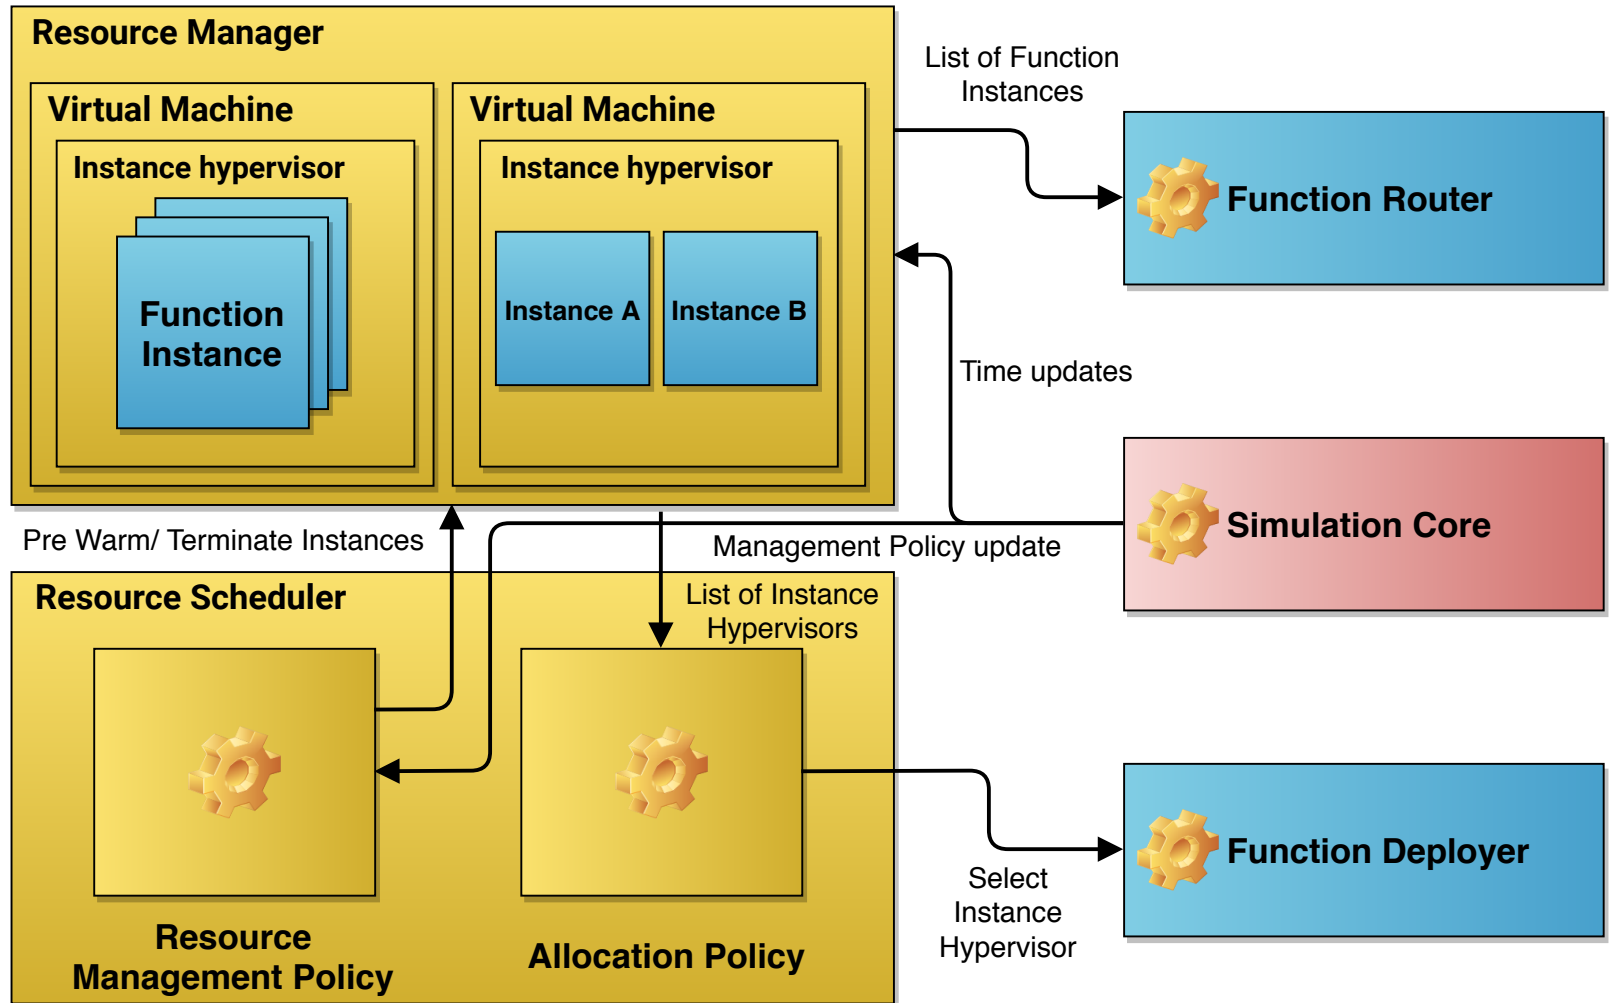 Resource Manager
Virtual Machine
Instance hypervisor
Function
Instance
Virtual Machine
Instance hypervisor
Instance A
Instance B
List of Function
Instances
Function Router
Time updates
Simulation Core
Pre Warm/ Terminate Instances
Management Policy update
Resource Scheduler
List of Instance
Hypervisors
Resource
Management Policy
Allocation Policy
Select
Instance
Hypervisor
Function Deployer